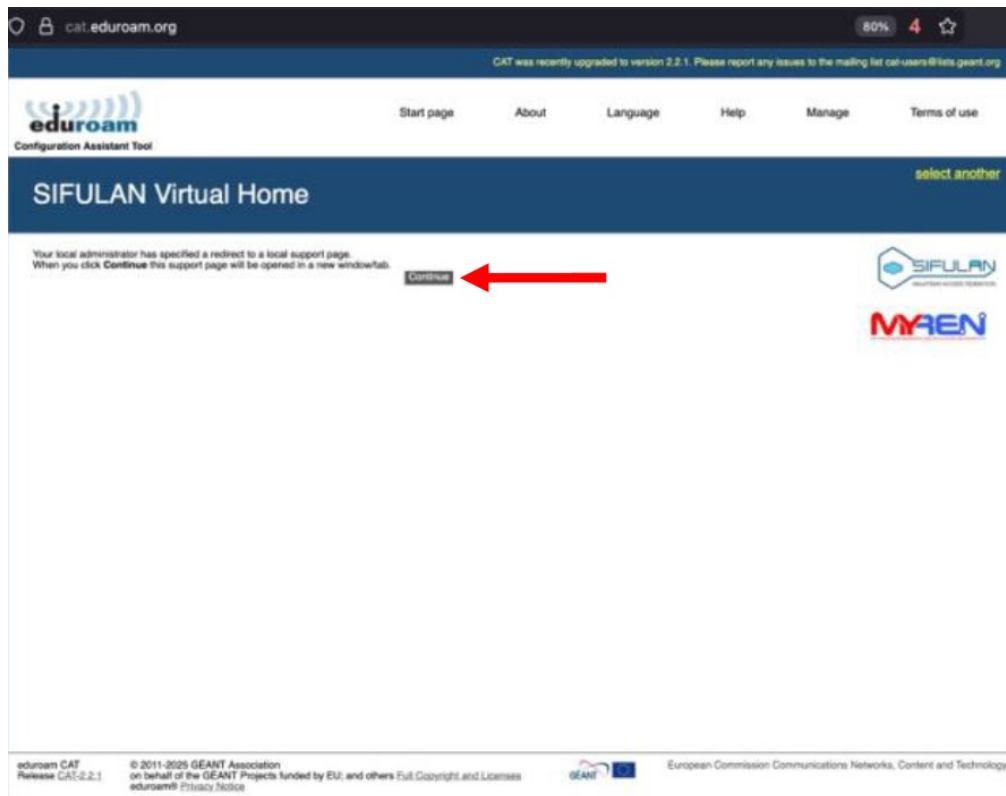 cat.eduroam.org 80% 4
CAT was recently upgraded to version 2.2.1. Please report any issues to the mailing list cat-users@lists.geant.org
eduroam
Configuration Assistant Tool
Start page About Language Help Manage Terms of use
SIFULAN Virtual Home
select another
Your local administrator has specified a redirect to a local support page.
When you click Continue this support page will be opened in a new window/tab.
Continue
SIFULAN
MALAYSIAN ACCESS FEDERATION
MYREN
eduroam CAT
Release CAT-2.2.1
© 2011-2025 GÉANT Association
on behalf of the GÉANT Projects funded by EU; and others Full Copyright and Licenses
eduroam® Privacy Notice
GÉANT
European Commission Communications Networks, Content and Technology